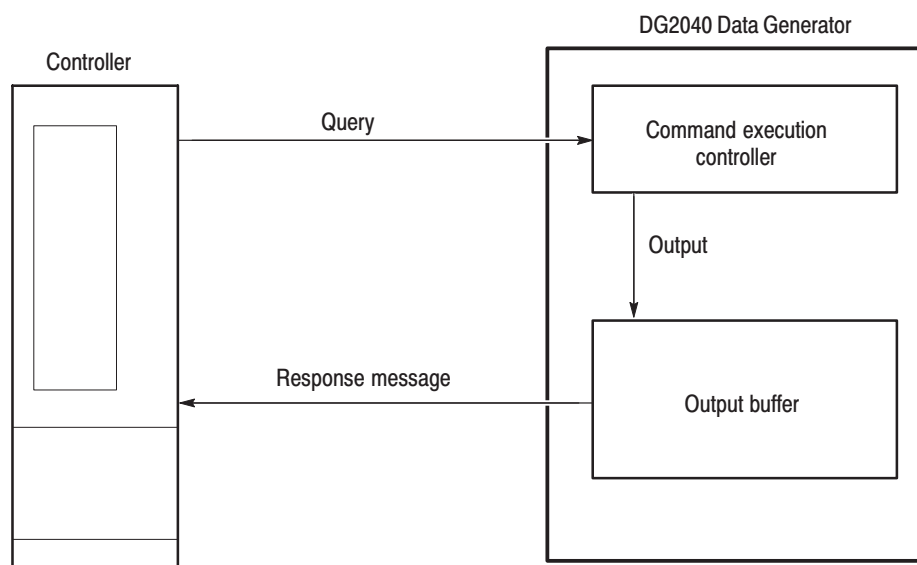 DG2040 Data Generator
Controller
Query
Command execution
controller
Output
Response message
Output buffer